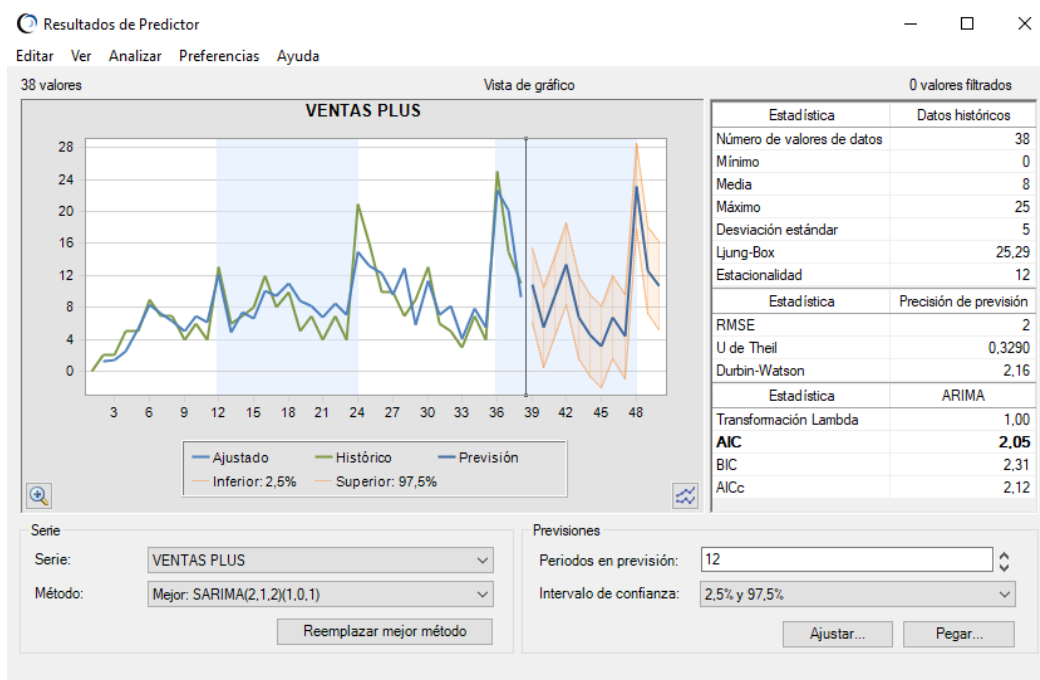 Resultados de Predictor
Editar Ver Analizar Preferencias Ayuda
38 valores Vista de gráfico 0 valores filtrados
VENTAS PLUS
28
24
20
16
12
8
4
0
3 6 9 12 15 18 21 24 27 30 33 36 39 42 45 48
Ajustado Histórico Previsión
Inferior: 2,5% Superior: 97,5%
Estadística Datos históricos
Número de valores de datos 38
Mínimo 0
Media 8
Máximo 25
Desviación estándar 5
Ljung-Box 25,29
Estacionalidad 12
Estadística Precisión de previsión
RMSE 2
U de Theil 0,3290
Durbin-Watson 2,16
Estadística ARIMA
Transformación Lambda 1,00
AIC 2,05
BIC 2,31
AICc 2,12
Serie
Serie: VENTAS PLUS
Método: Mejor: SARIMA(2,1,2)(1,0,1)
Reemplazar mejor método
Previsiones
Periodos en previsión: 12
Intervalo de confianza: 2,5% y 97,5%
Ajustar... Pegar...